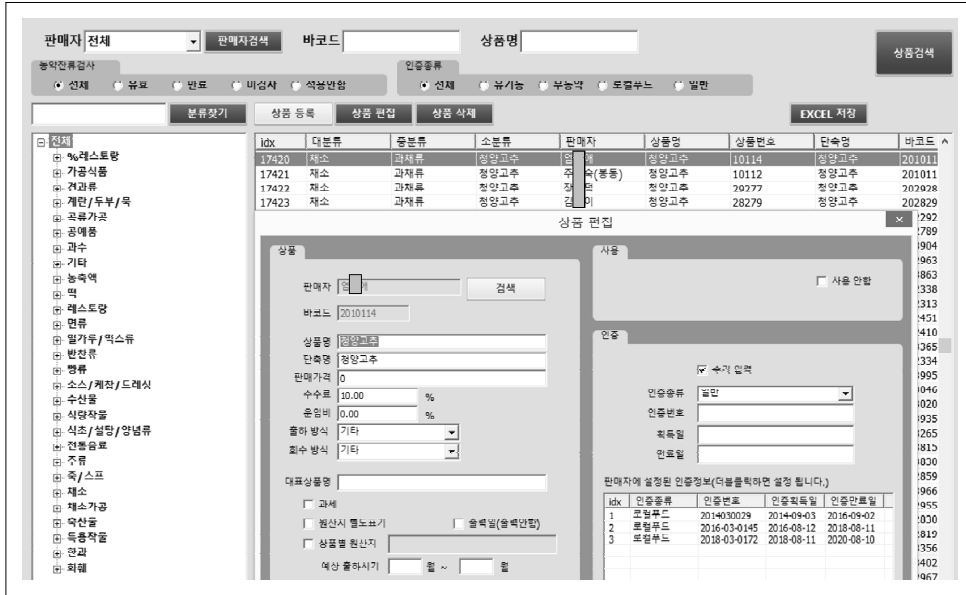 판매자 전체 판매자검색 바코드 상품명 상품검색
농약잔류검사 인증종류
전체 유효 만료 미검사 적용안함 전체 유기농 무농약 로컬푸드 일반
분류찾기 상품 등록 상품 편집 상품 삭제 EXCEL 저장
전체
%레스토랑
가공식품
견과류
계란/두부/묵
곡류가공
공예품
과수
기타
농축액
떡
레스토랑
면류
밀가루/믹스류
반찬류
빵류
소스/케찹/드레싱
수산물
식량작물
식초/설탕/양념류
전통음료
주류
죽/스프
채소
채소가공
축산물
특용작물
한과
화훼
idx 대분류 중분류 소분류 판매자 상품명 상품번호 단축명 바코드
17420 채소 과채류 청양고추 청양고추 10114 청양고추 201011
17421 채소 과채류 청양고추 숙(봉동) 청양고추 10112 청양고추 201011
17422 채소 과채류 청양고추 청양고추 29277 청양고추 202928
17423 채소 과채류 청양고추 김 이 청양고추 28279 청양고추 202829
상품 편집
상품
판매자 검색
바코드 2010114
상품명 청양고추
단축명 청양고추
판매가격 0
수수료 10.00 %
운임비 0.00 %
출하 방식 기타
회수 방식 기타
대표상품명
과세
원산지 별도표기 출력일(출력안함)
상품별 원산지
예상 출하시기 월 ~ 월
사용
사용 안함
인증
수기 입력
인증종류 일반
인증번호
획득일
만료일
판매자에 설정된 인증정보(더블클릭하면 설정 됩니다.)
idx 인증종류 인증번호 인증획득일 인증만료일
1 로컬푸드 2014030029 2014-09-03 2016-09-02
2 로컬푸드 2016-03-0145 2016-08-12 2018-08-11
3 로컬푸드 2018-03-0172 2018-08-11 2020-08-10